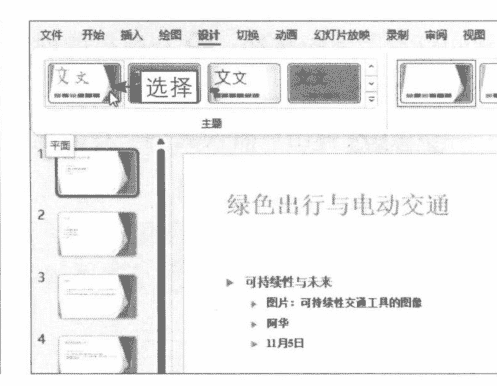 文件 开始 插入 绘图 设计 切换 动画 幻灯片放映 录制 审阅 视图
文文 选择 文文 文文
主题
平面
1
2
3
4
绿色出行与电动交通
可持续性与未来
图片：可持续性交通工具的图像
阿华
11月5日